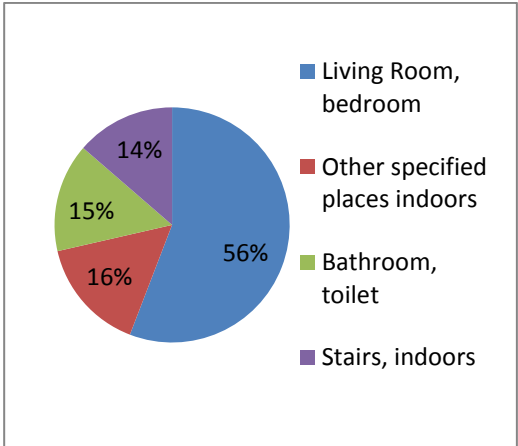 Living Room,
bedroom
Other specified
places indoors
Bathroom,
toilet
Stairs, indoors
14%
15%
56%
16%